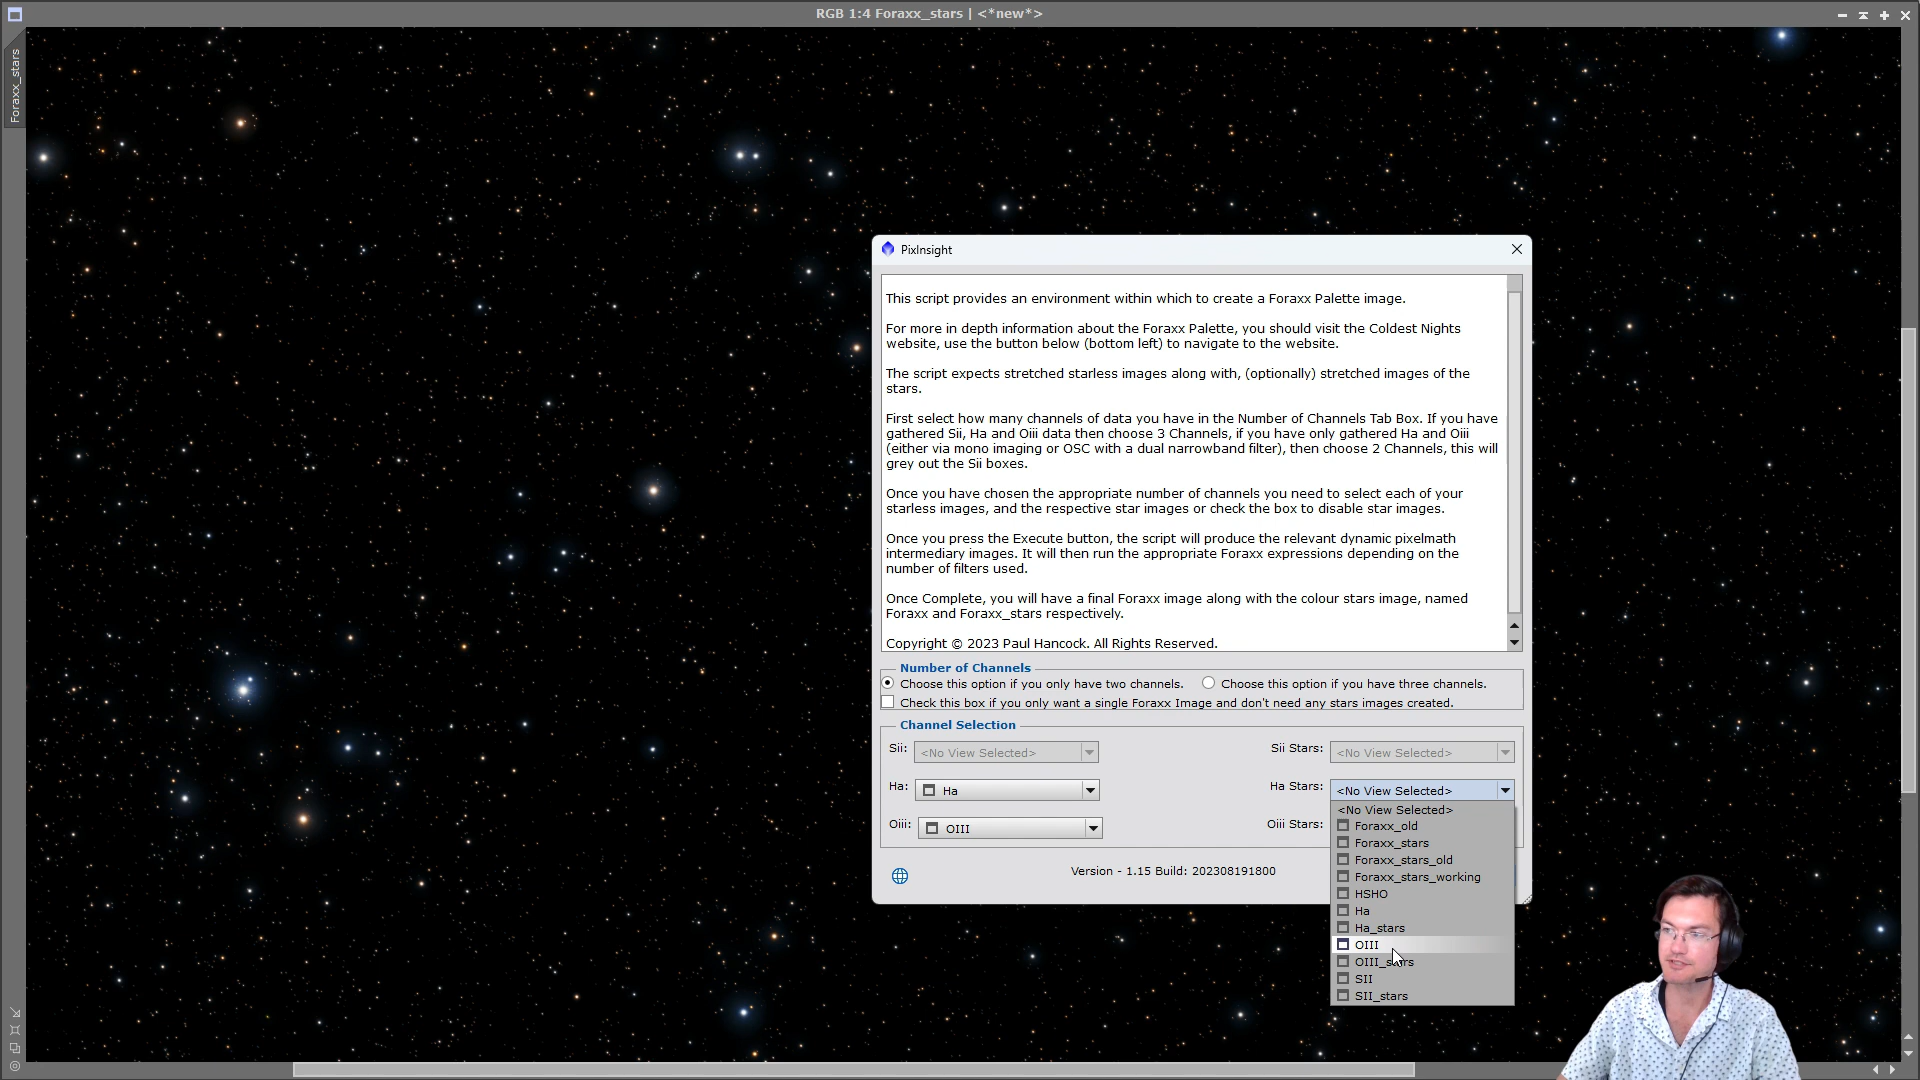 RGB 1:4 Foraxx_stars | <*new*>
Foraxx_stars
PixInsight
This script provides an environment within which to create a Foraxx Palette image.
For more in depth information about the Foraxx Palette, you should visit the Coldest Nights
website, use the button below (bottom left) to navigate to the website.
The script expects stretched starless images along with, (optionally) stretched images of the
stars.
First select how many channels of data you have in the Number of Channels Tab Box. If you have
gathered Sii, Ha and Oiii data then choose 3 Channels, if you have only gathered Ha and Oiii
(either via mono imaging or OSC with a dual narrowband filter), then choose 2 Channels, this will
grey out the Sii boxes.
Once you have chosen the appropriate number of channels you need to select each of your
starless images, and the respective star images or check the box to disable star images.
Once you press the Execute button, the script will produce the relevant dynamic pixelmath
intermediary images. It will then run the appropriate Foraxx expressions depending on the
number of filters used.
Once Complete, you will have a final Foraxx image along with the colour stars image, named
Foraxx and Foraxx_stars respectively.
Copyright © 2023 Paul Hancock. All Rights Reserved.
Number of Channels
Choose this option if you only have two channels. Choose this option if you have three channels.
Check this box if you only want a single Foraxx Image and don't need any stars images created.
Channel Selection
Sii: <No View Selected> Sii Stars: <No View Selected>
Ha: Ha Ha Stars: <No View Selected>
Oiii: OIII Oiii Stars:
<No View Selected>
Foraxx_old
Foraxx_stars
Foraxx_stars_old
Foraxx_stars_working
HSHO
Ha
Ha_stars
OIII
OIII_stars
SII
SII_stars
Version - 1.15 Build: 202308191800